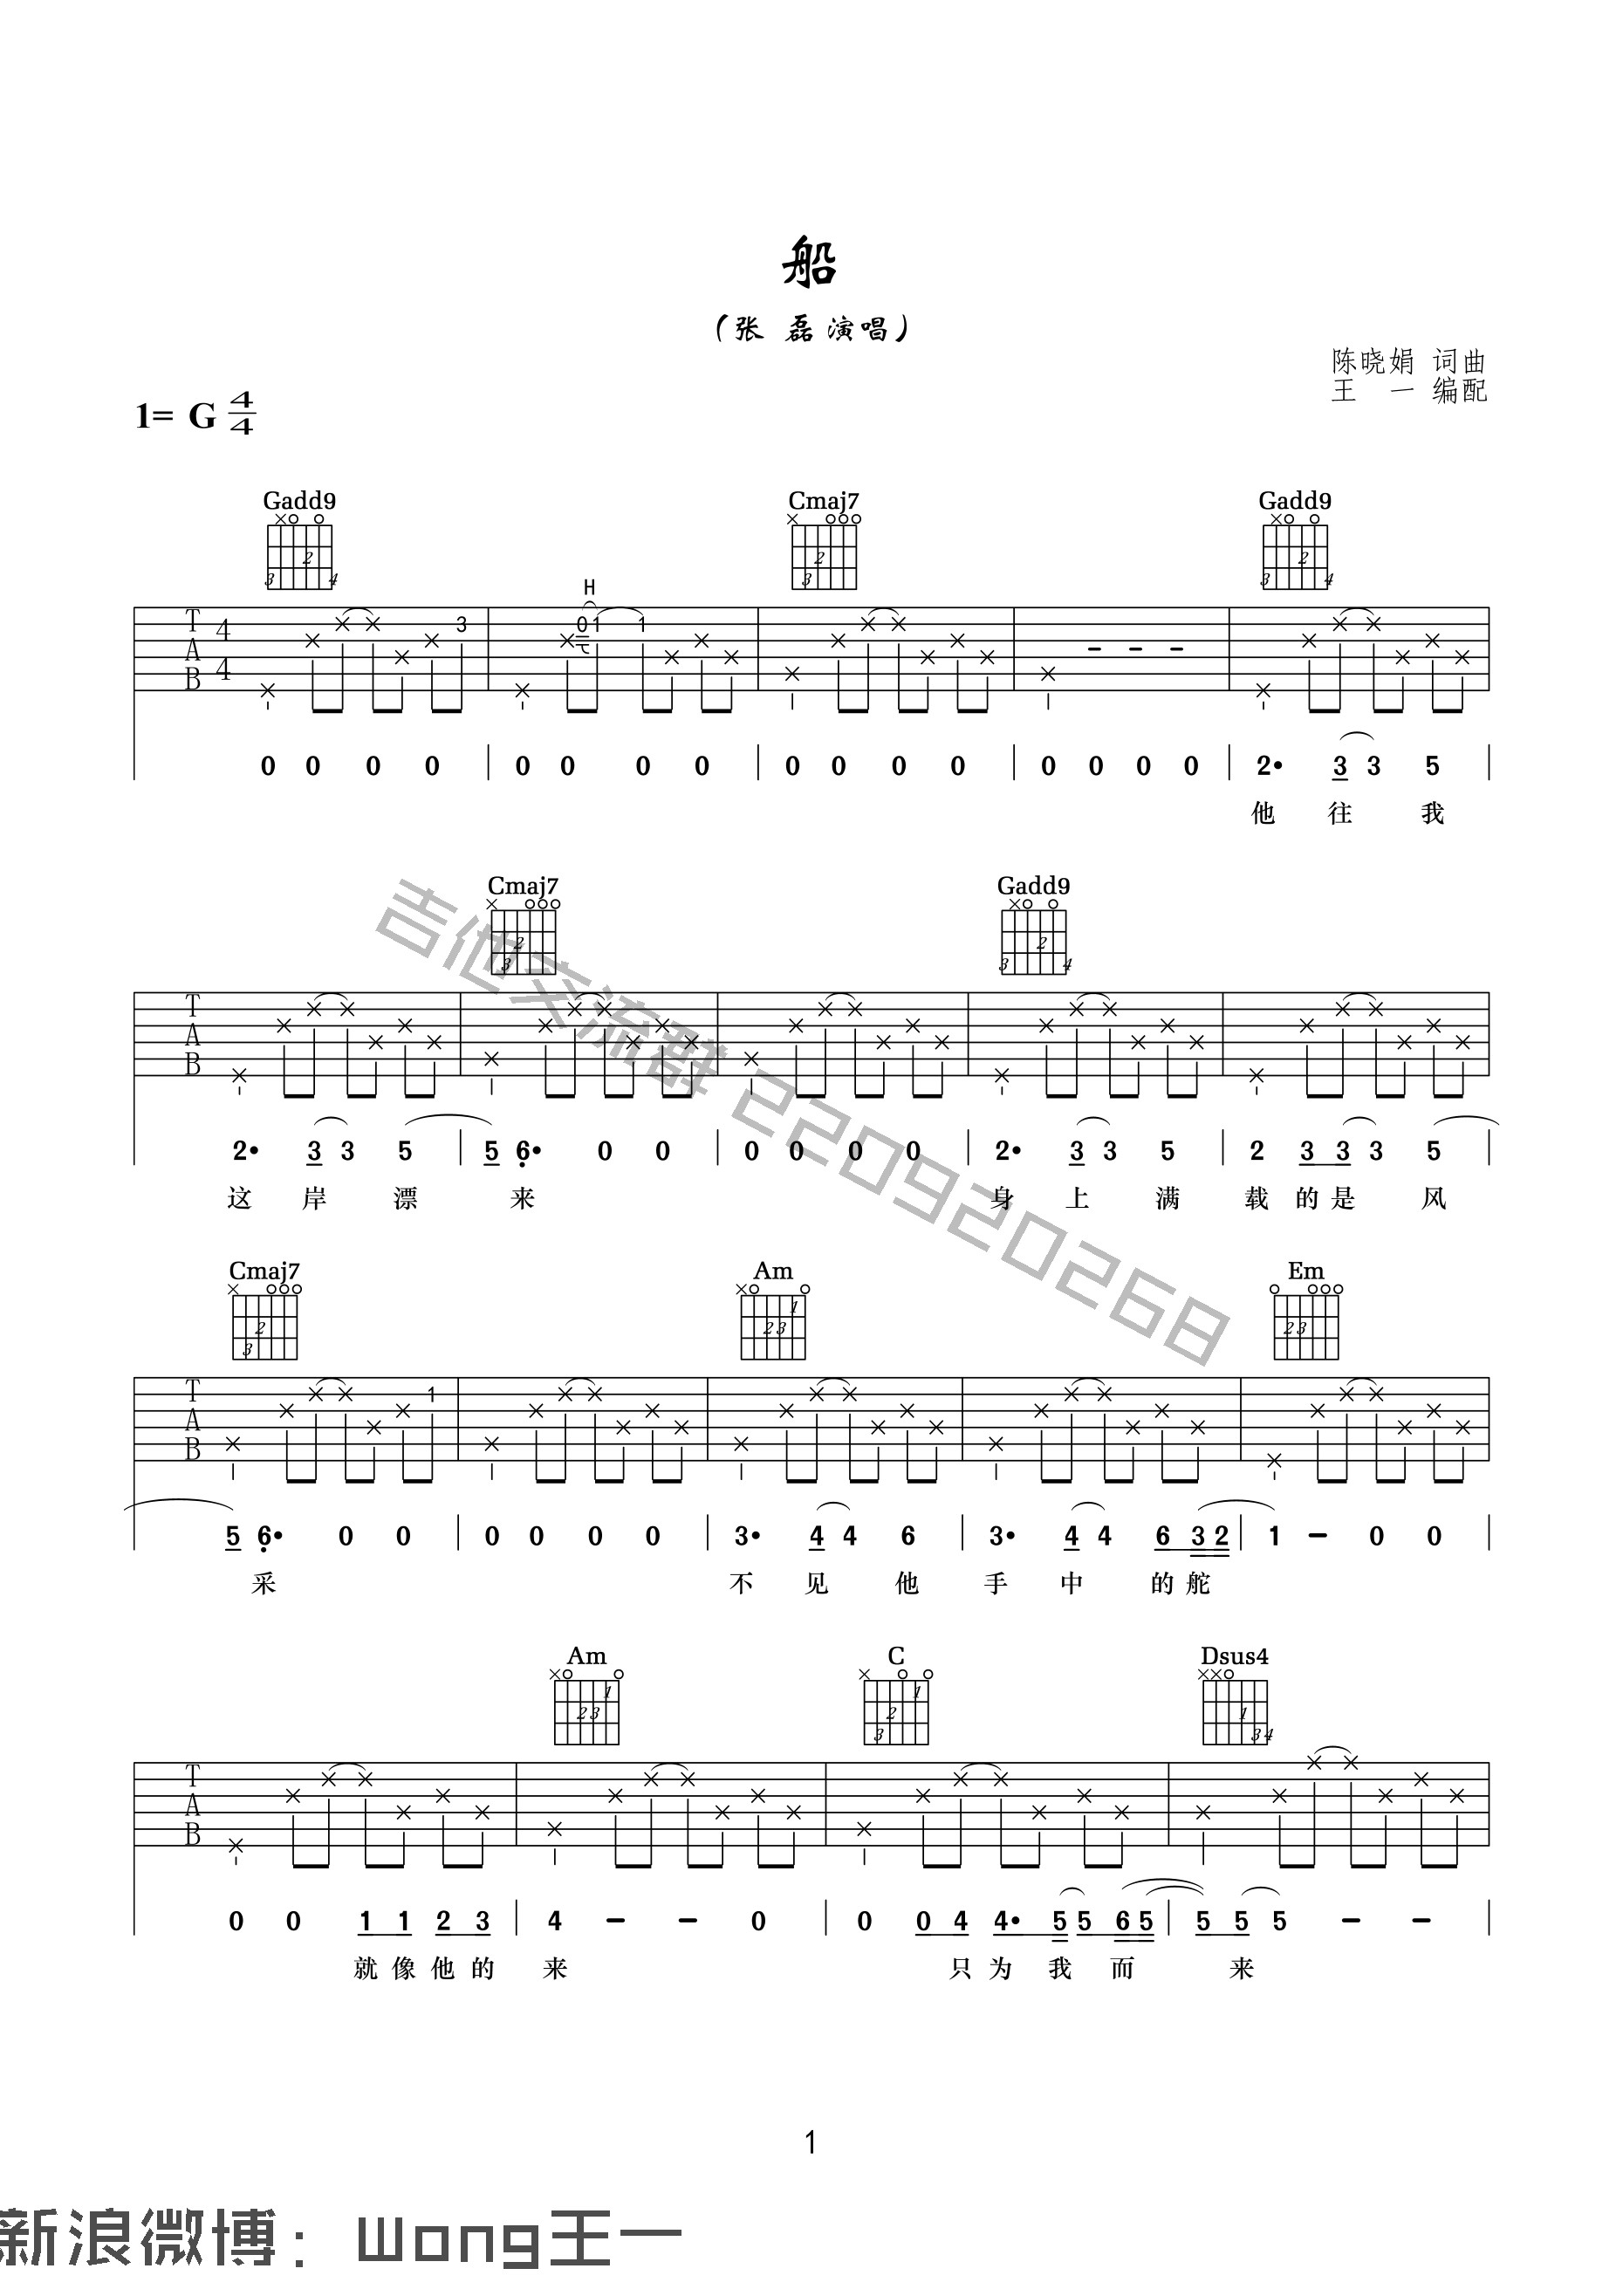 船
（张 磊 演唱）
陈晓娟 词曲
王 一 编配
1= G 4/4
Gadd9 Cmaj7 Gadd9
H
T A B 4/4 3 0 1 1
0 0 0 0 0 0 0 0 0 0 0 0 0 0 0 0 2• 3 3 5
他 往 我
Cmaj7 Gadd9
T A B
2• 3 3 5 5 6• 0 0 0 0 0 0 2• 3 3 5 2 3 3 3 5
这 岸 漂 来 身 上 满 载 的 是 风
Cmaj7 Am Em
T A B 1
5 6• 0 0 0 0 0 0 3• 4 4 6 3• 4 4 6 3 2 1 – 0 0
采 不 见 他 手 中 的 舵
Am C Dsus4
T A B
0 0 1 1 2 3 4 – – 0 0 0 4 4• 5 5 6 5 5 5 5 – –
就 像 他 的 来 只 为 我 而 来
1
吉他交流群 220920268
新浪微博：Wong王一